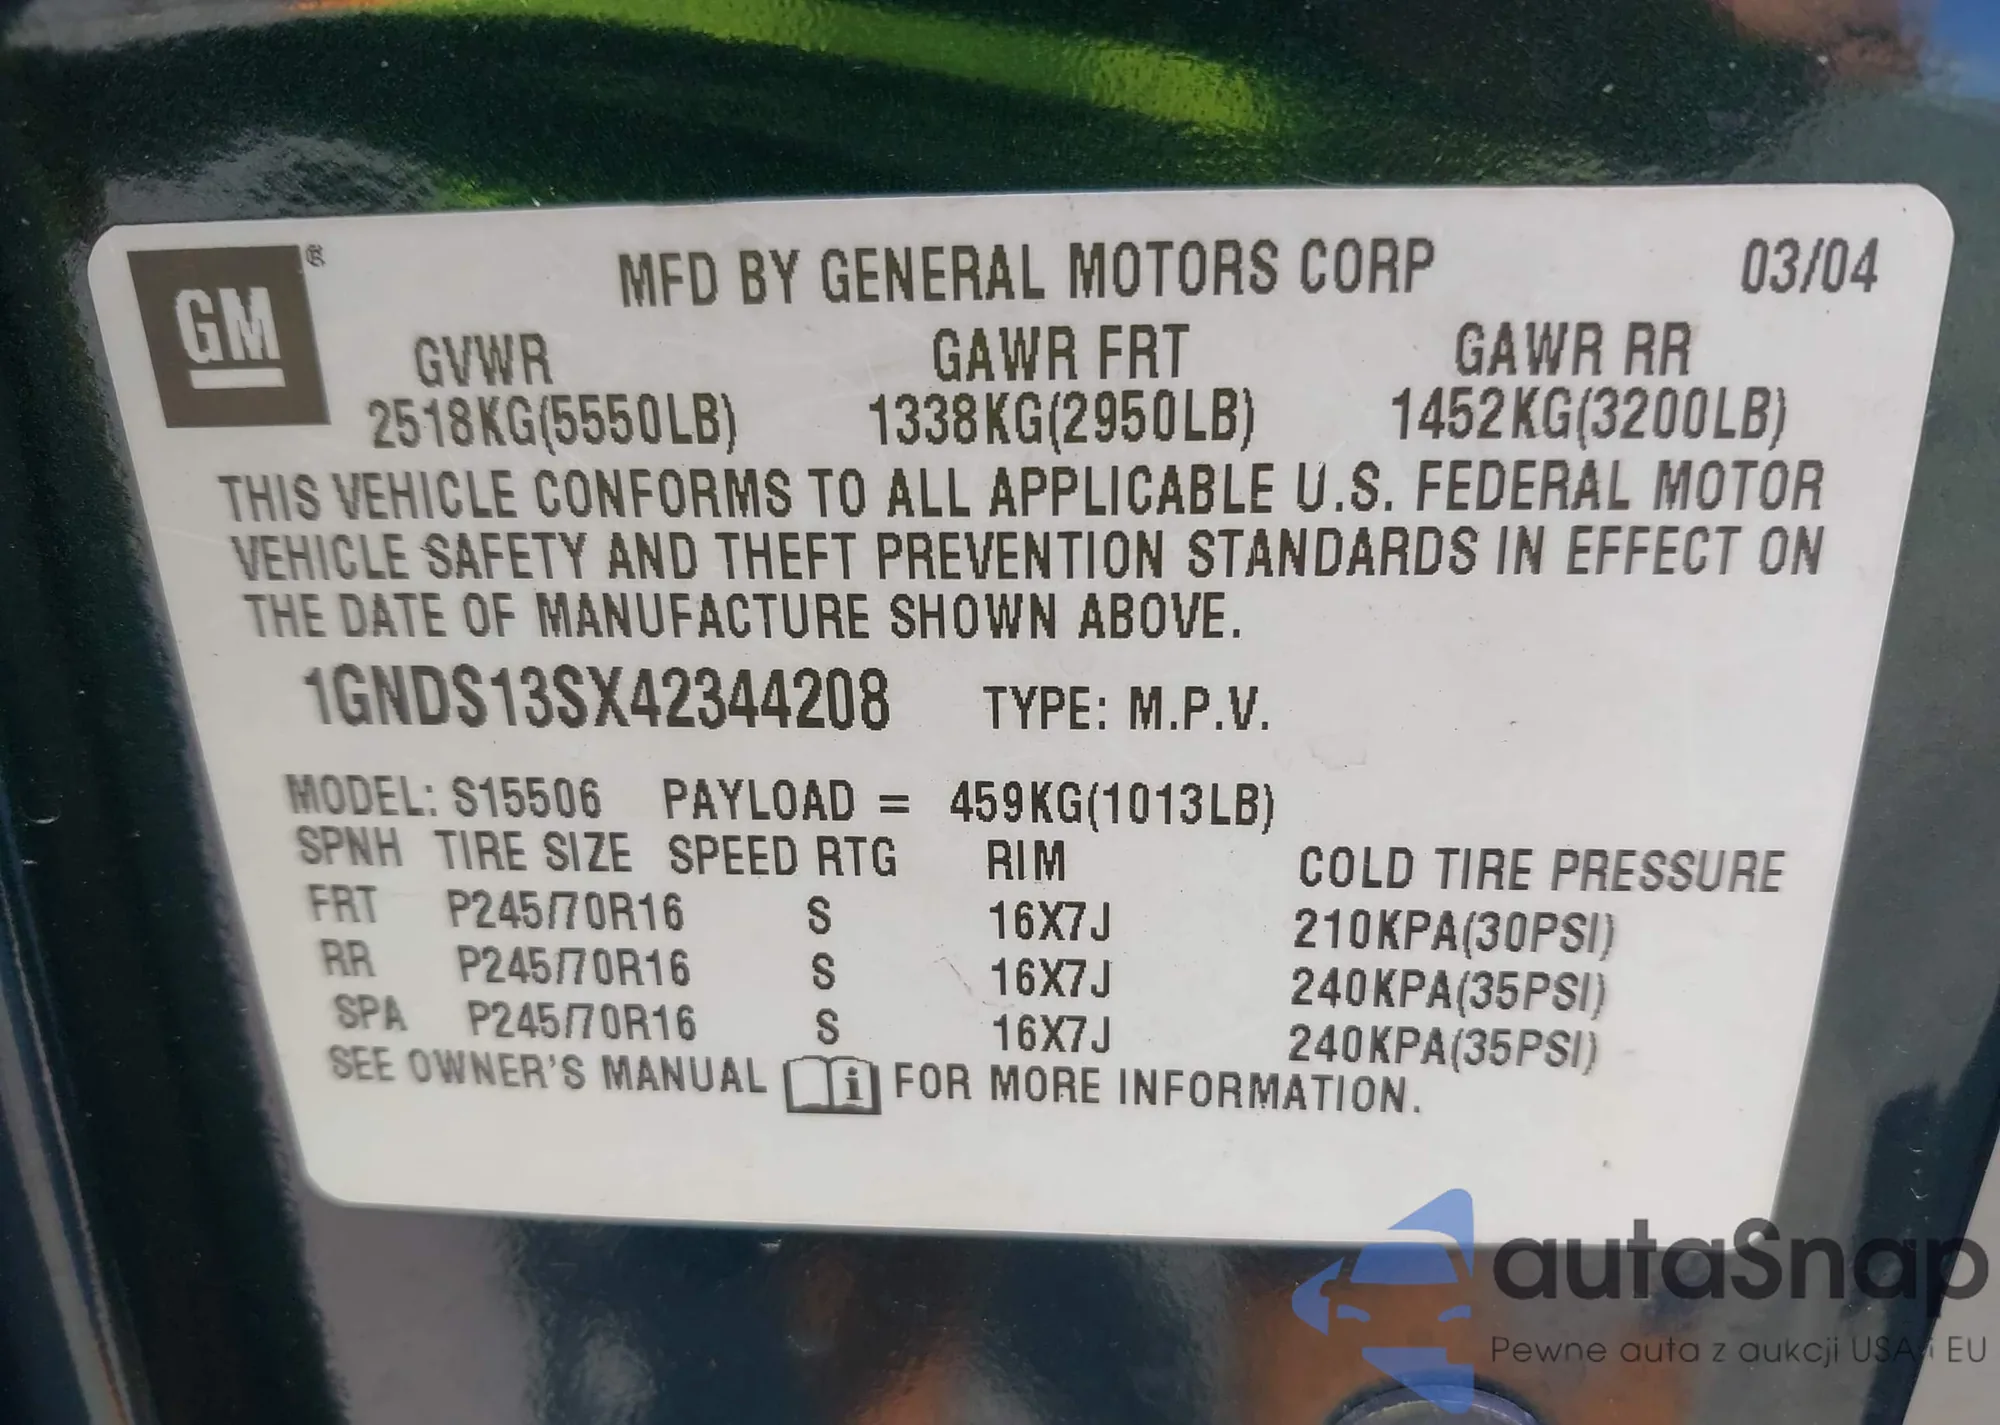 GM ®
MFD BY GENERAL MOTORS CORP 03/04
GVWR GAWR FRT GAWR RR
2518KG(5550LB) 1338KG(2950LB) 1452KG(3200LB)
THIS VEHICLE CONFORMS TO ALL APPLICABLE U.S. FEDERAL MOTOR
VEHICLE SAFETY AND THEFT PREVENTION STANDARDS IN EFFECT ON
THE DATE OF MANUFACTURE SHOWN ABOVE.
1GNDS13SX42344208 TYPE: M.P.V.
MODEL: S15506 PAYLOAD = 459KG(1013LB)
SPNH TIRE SIZE SPEED RTG RIM COLD TIRE PRESSURE
FRT P245/70R16 S 16X7J 210KPA(30PSI)
RR P245/70R16 S 16X7J 240KPA(35PSI)
SPA P245/70R16 S 16X7J 240KPA(35PSI)
SEE OWNER'S MANUAL i FOR MORE INFORMATION.
autaSnap
Pewne auta z aukcji USA i EU